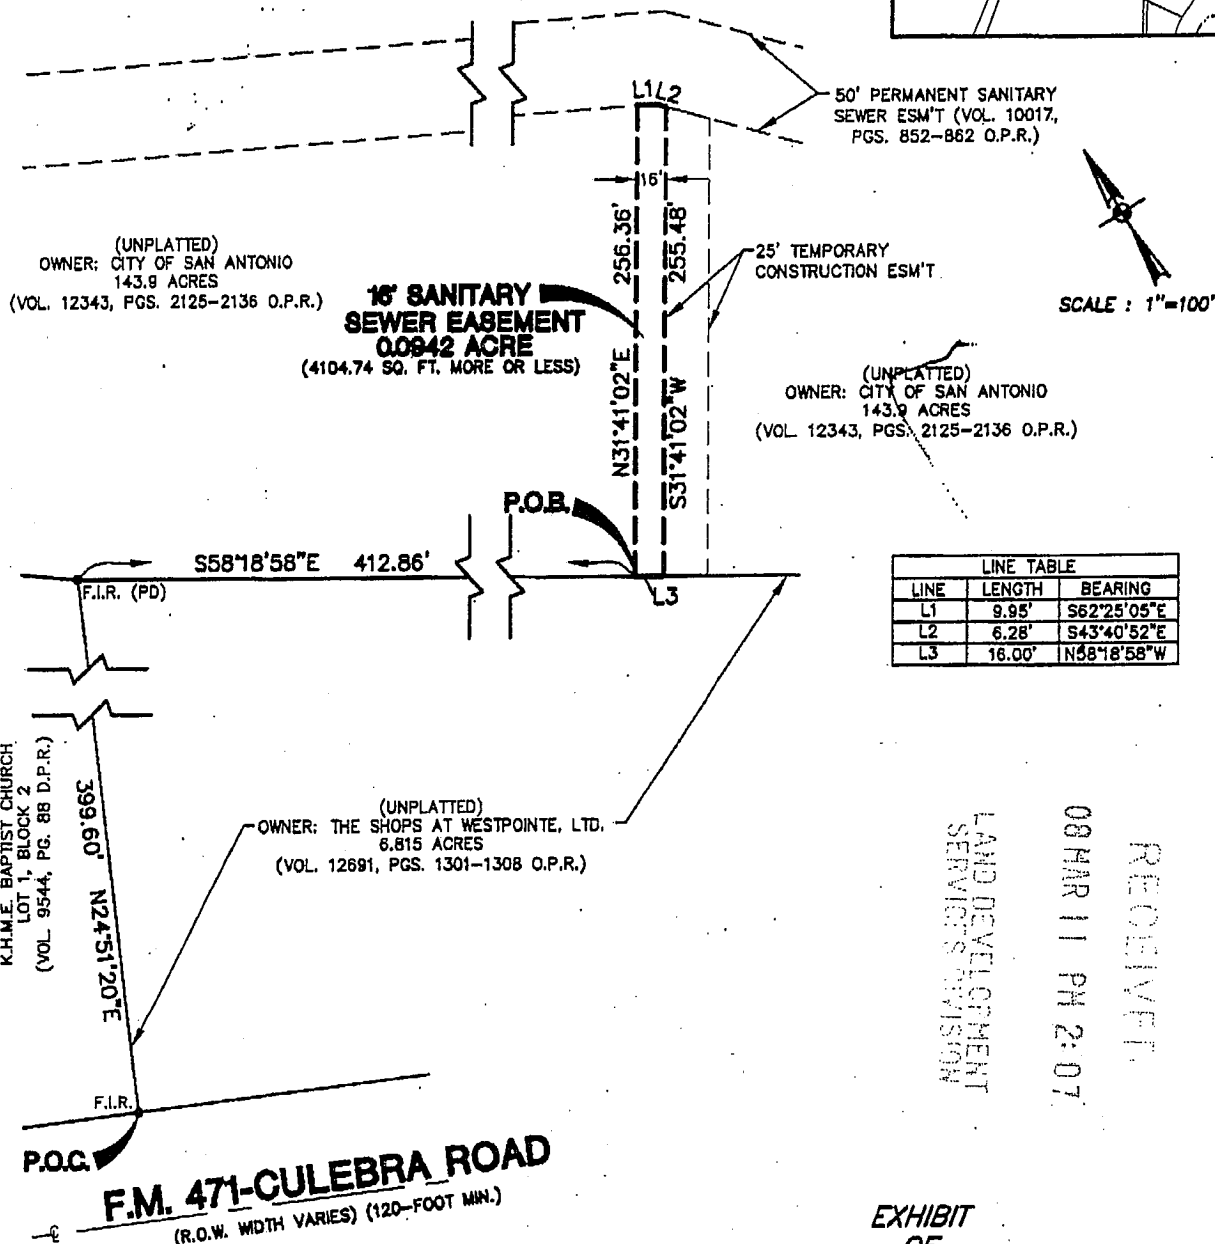 L1 L2
50' PERMANENT SANITARY
SEWER ESM'T (VOL. 10017,
PGS. 852-862 O.P.R.)
16'
(UNPLATTED)
OWNER: CITY OF SAN ANTONIO
143.9 ACRES
(VOL. 12343, PGS. 2125-2136 O.P.R.)
256.36'
255.48'
25' TEMPORARY
CONSTRUCTION ESM'T
SCALE : 1"=100'
16' SANITARY
SEWER EASEMENT
0.0942 ACRE
(4104.74 SQ. FT. MORE OR LESS)
N31°41'02"E
S31°41'02"W
(UNPLATTED)
OWNER: CITY OF SAN ANTONIO
143.9 ACRES
(VOL. 12343, PGS. 2125-2136 O.P.R.)
P.O.B.
S58°18'58"E 412.86'
F.I.R. (PD)
L3
LINE TABLE
LINE LENGTH BEARING
L1 9.95' S62°25'05"E
L2 6.28' S43°40'52"E
L3 16.00' N58°18'58"W
K.H.M.E. BAPTIST CHURCH
LOT 1, BLOCK 2
(VOL. 9544, PG. 88 D.P.R.)
399.60' N24°51'20"E
(UNPLATTED)
OWNER: THE SHOPS AT WESTPOINTE, LTD.
6.815 ACRES
(VOL. 12691, PGS. 1301-1308 O.P.R.)
RECEIVED
08 MAR 11 PM 2:07
LAND DEVELOPMENT
SERVICES DIVISION
F.I.R.
P.O.C.
F.M. 471-CULEBRA ROAD
(R.O.W. WIDTH VARIES) (120-FOOT MIN.)
EXHIBIT
OF